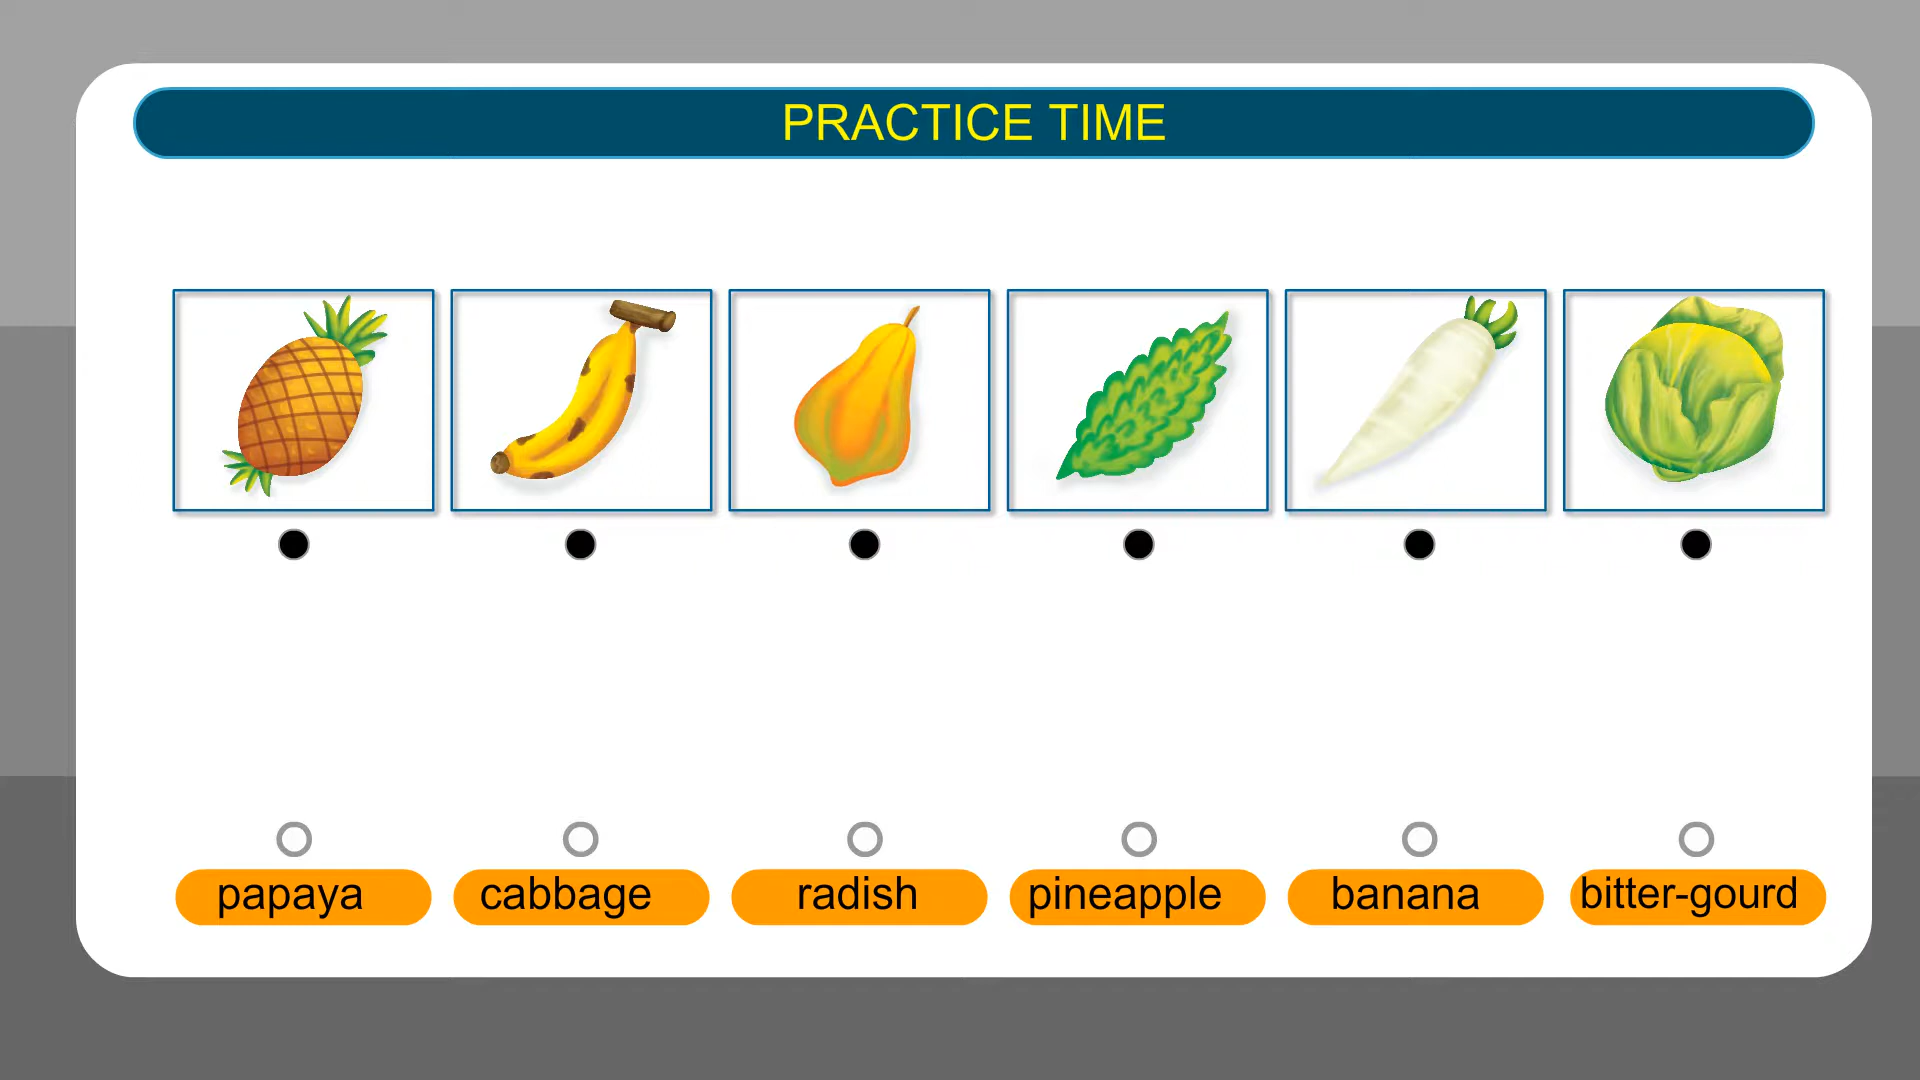 PRACTICE TIME
papaya
cabbage
radish
pineapple
banana
bitter-gourd